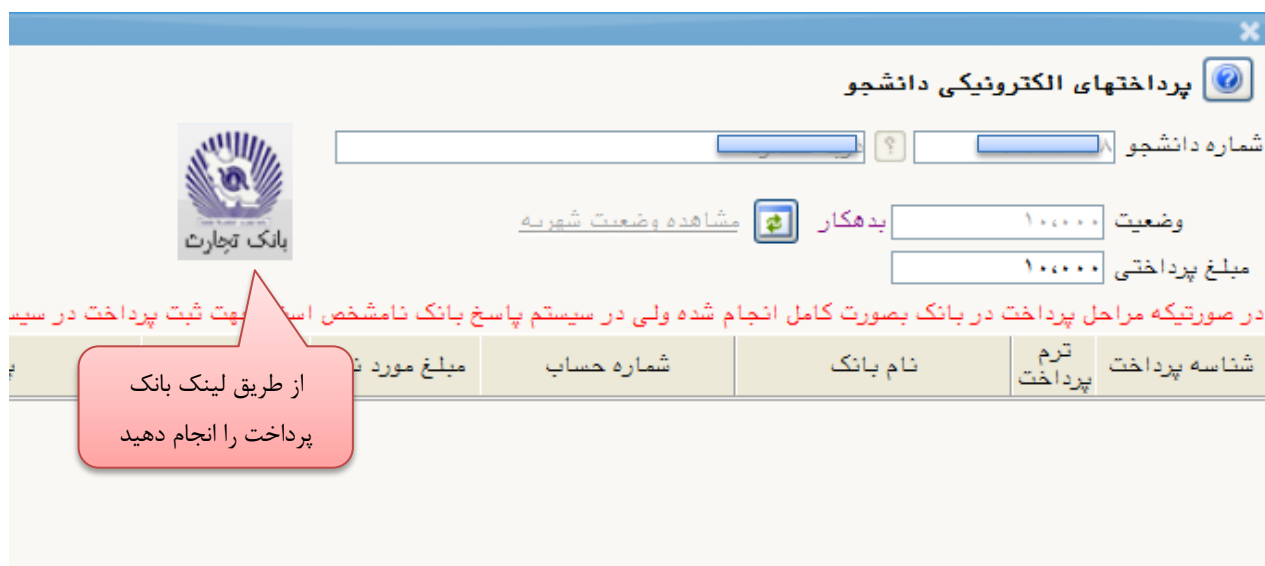 پرداختهای الکترونیکی دانشجو
شماره دانشجو ۸
؟
بانک تجارت
وضعیت ۱۰،۰۰۰ بدهکار مشاهده وضعیت شهریه
مبلغ پرداختی ۱۰،۰۰۰
در صورتیکه مراحل پرداخت در بانک بصورت کامل انجام شده ولی در سیستم پاسخ بانک نامشخص است جهت ثبت پرداخت در
شناسه پرداخت ترم پرداخت نام بانک شماره حساب مبلغ مورد
از طریق لینک بانک
پرداخت را انجام دهید